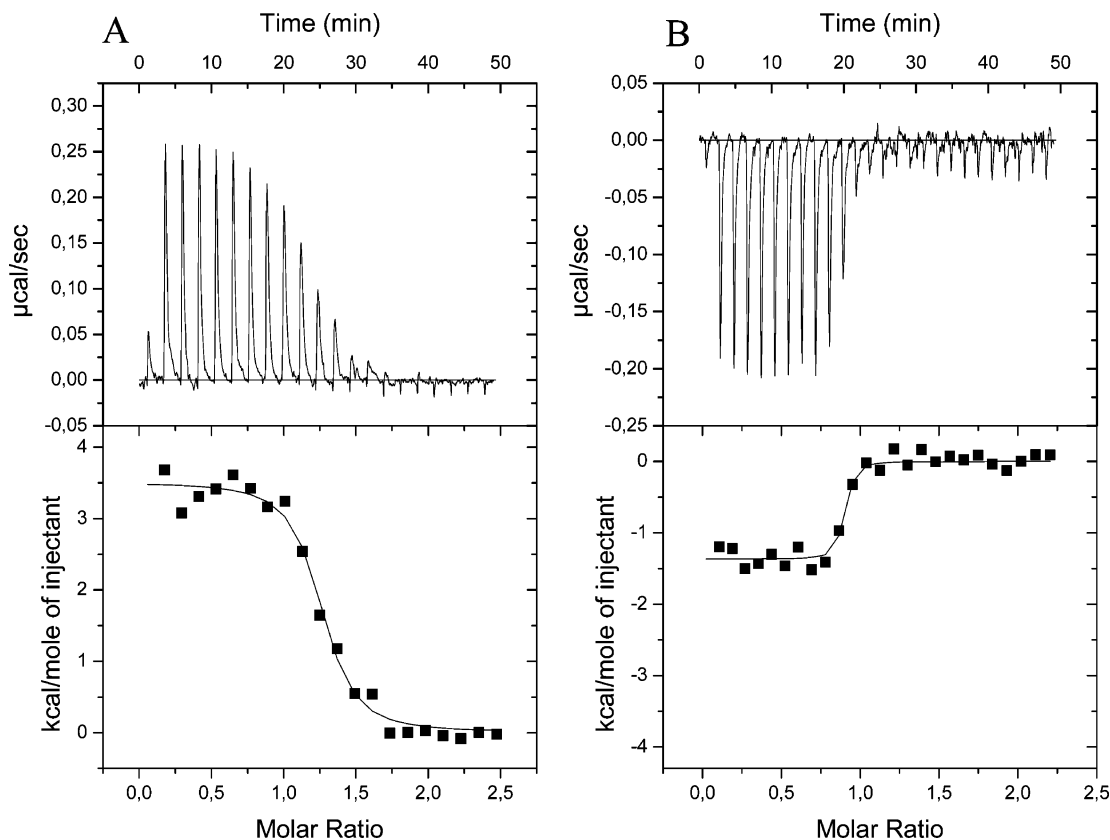 A
Time (min)
0 10 20 30 40 50
0,30
0,25
0,20
0,15
0,10
0,05
0,00
-0,05
µcal/sec
4
3
2
1
0
kcal/mole of injectant
0,0 0,5 1,0 1,5 2,0 2,5
Molar Ratio
B
Time (min)
0 10 20 30 40 50
0,05
0,00
-0,05
-0,10
-0,15
-0,20
-0,25
µcal/sec
0
-1
-2
-3
-4
kcal/mole of injectant
0,0 0,5 1,0 1,5 2,0 2,5
Molar Ratio